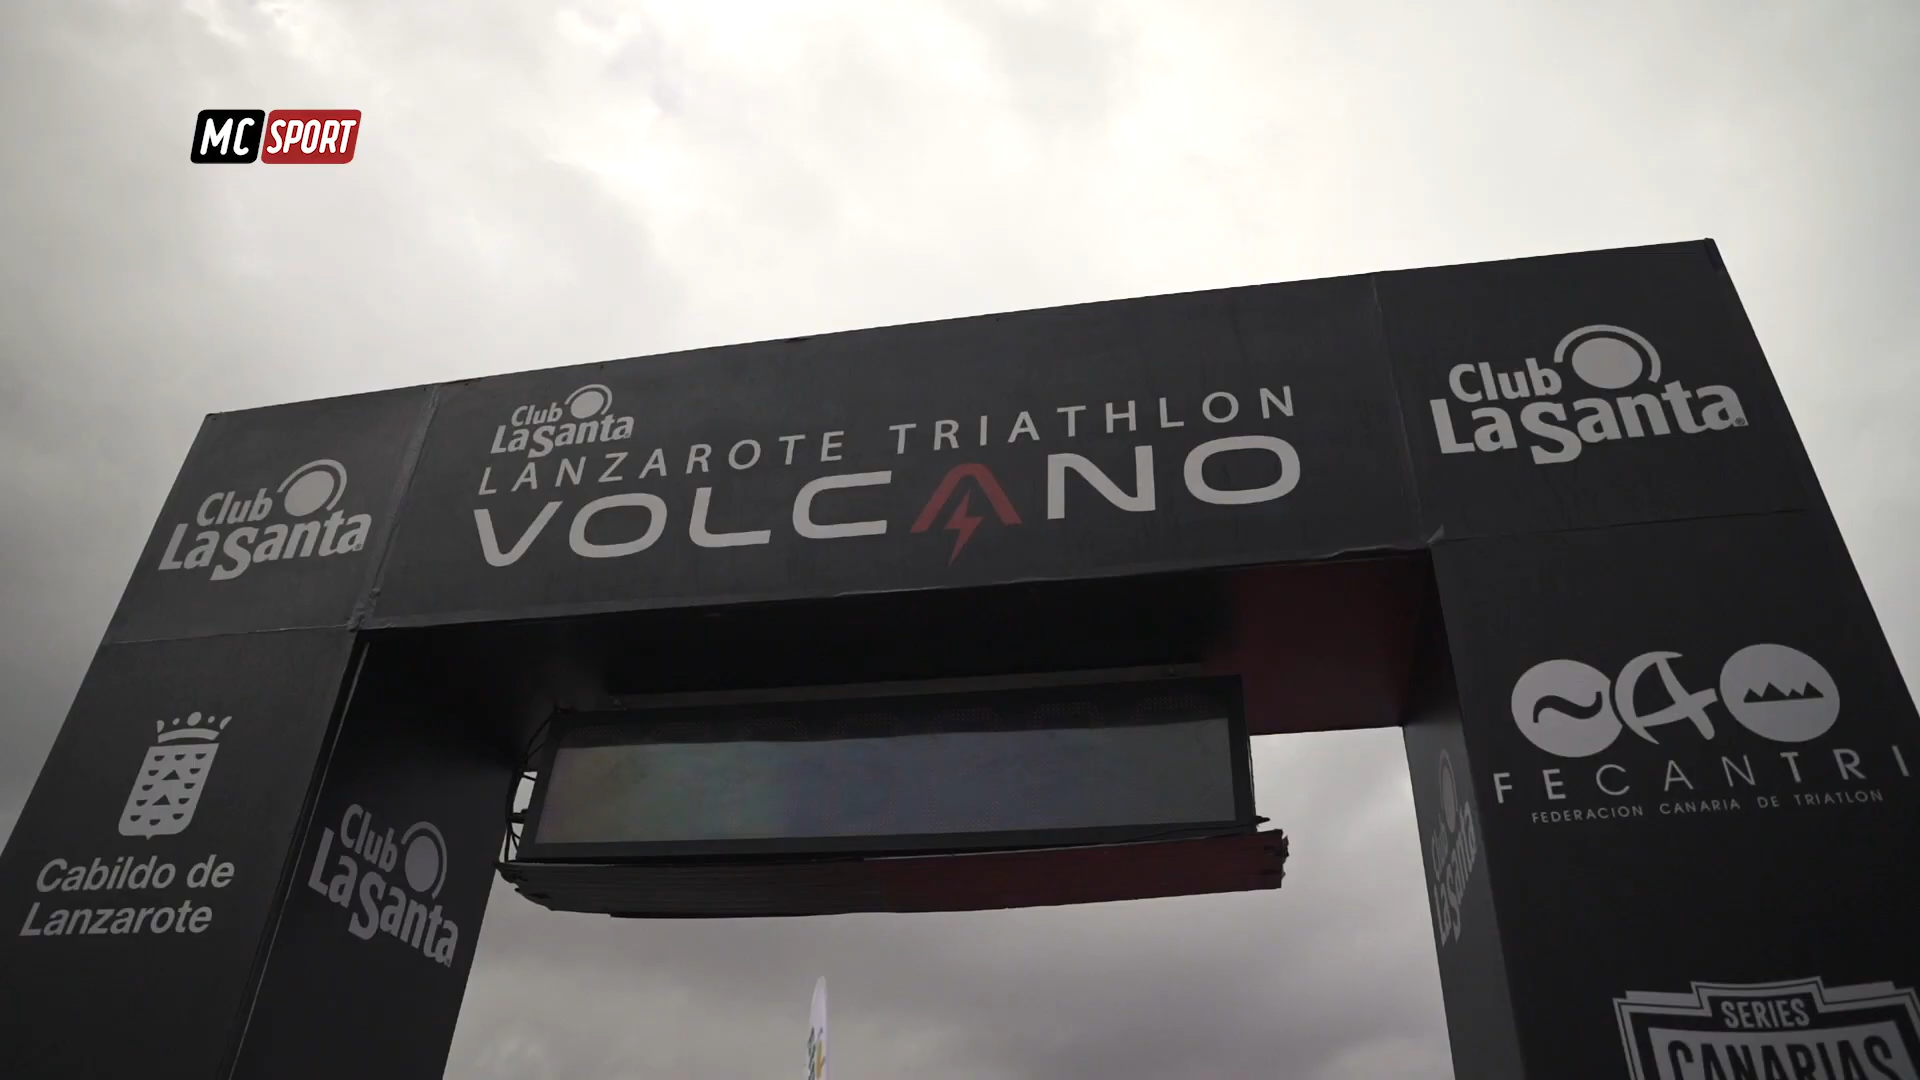 MC SPORT
Club
LaSanta
LANZAROTE TRIATHLON
VOLCANO
Club
LaSanta
Club
LaSanta
Cabildo de
Lanzarote
Club
LaSanta
Club
LaSanta
FECANTRI
FEDERACION CANARIA DE TRIATLON
SERIES
CANARIAS